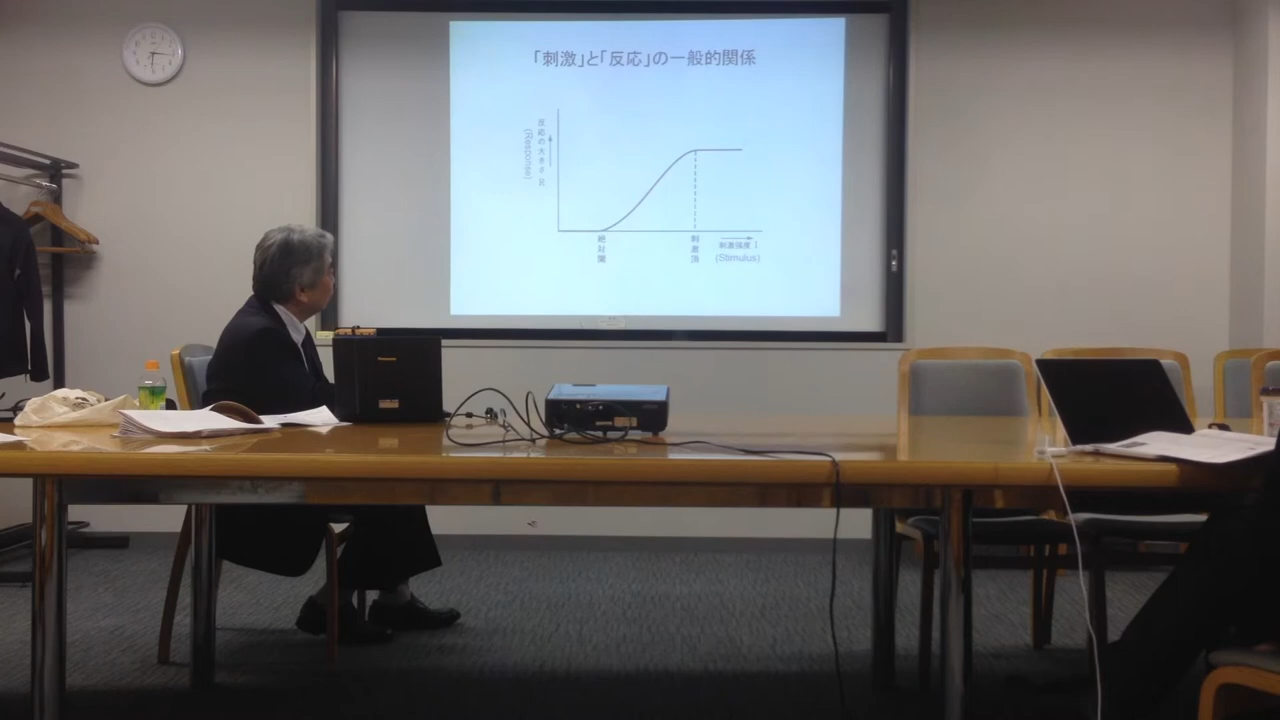 「刺激」と「反応」の一般的関係
反応の大きさ R
(Response)
絶対閾
刺激頂
刺激強度 I
(Stimulus)
Panasonic